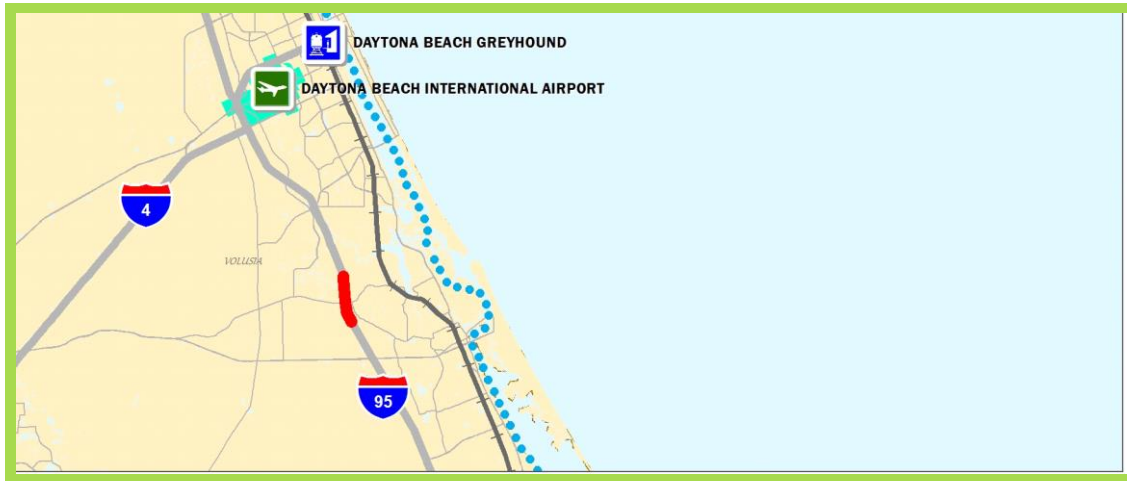 DAYTONA BEACH GREYHOUND
DAYTONA BEACH INTERNATIONAL AIRPORT
4
VOLUSIA
95